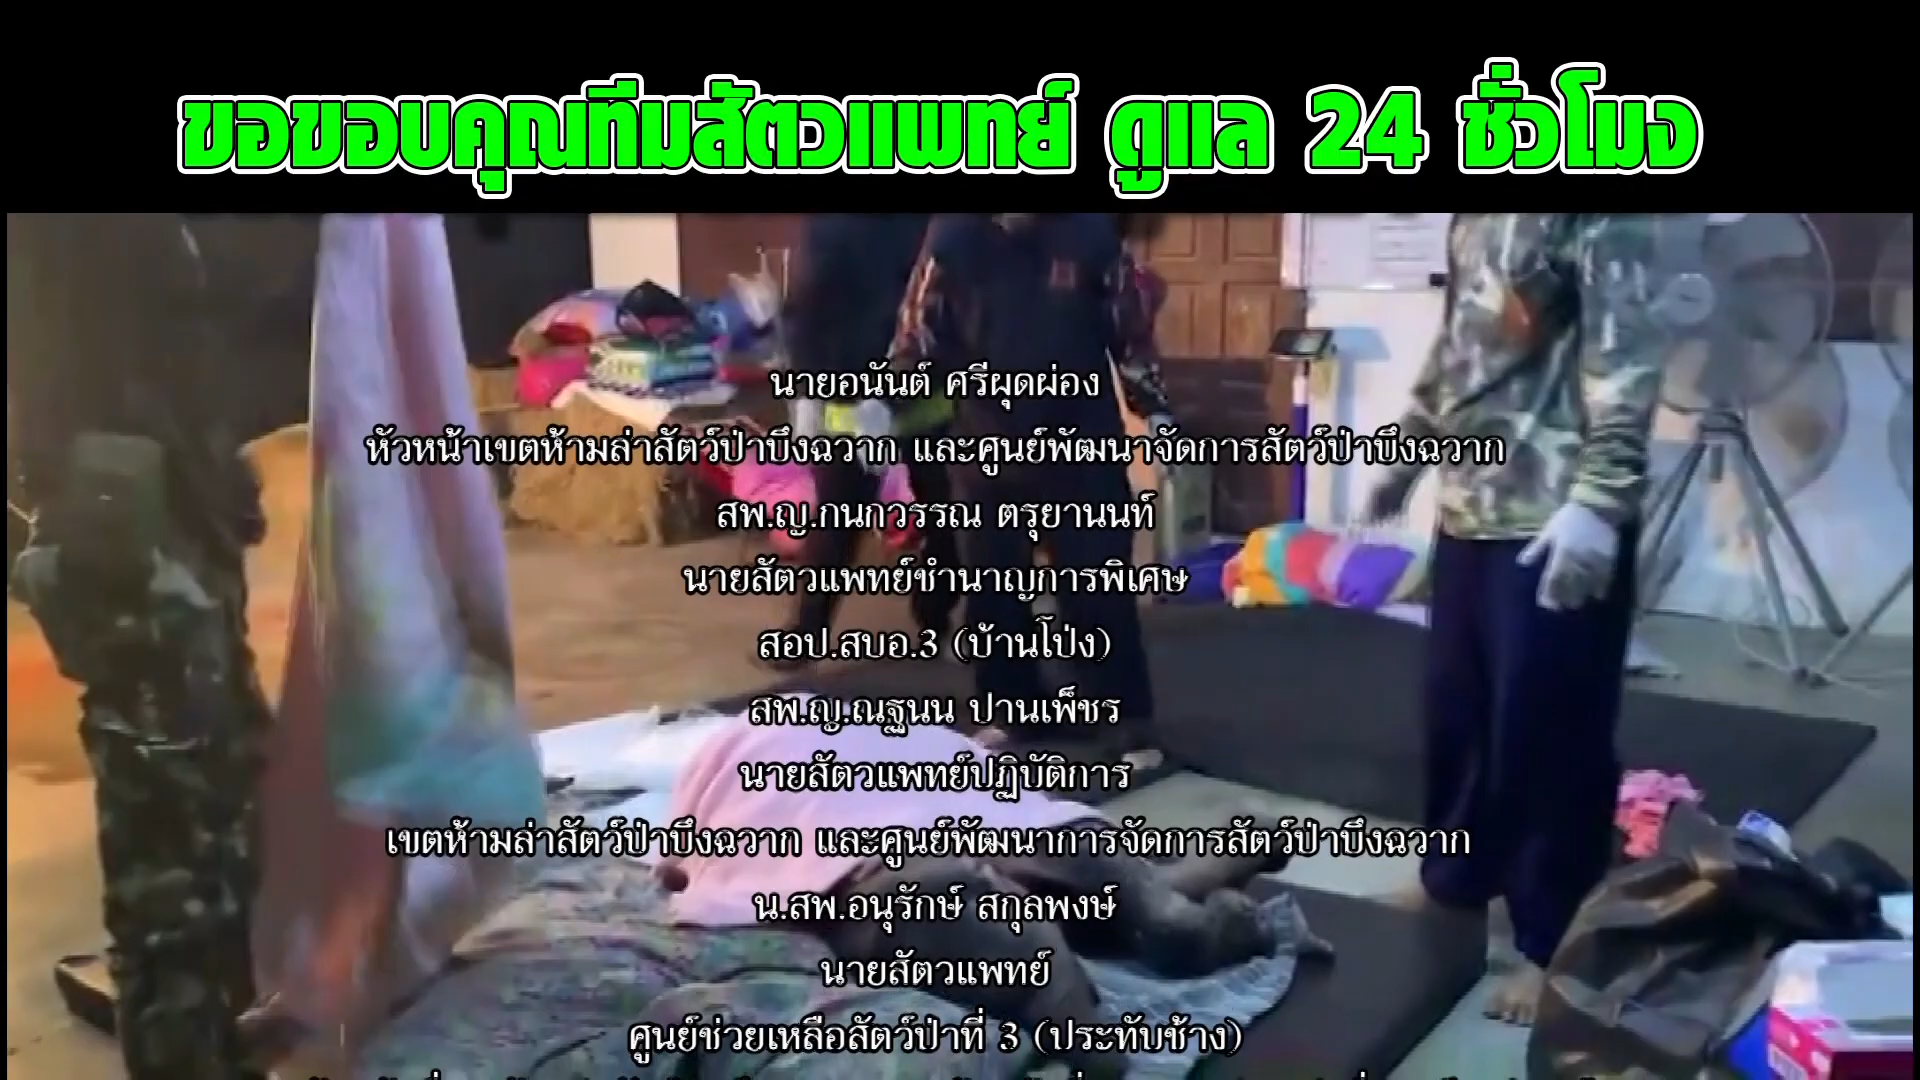 ขอขอบคุณทีมสัตวแพทย์ ดูแล 24 ชั่วโมง
นายอนันต์ ศรีผุดผ่อง
หัวหน้าเขตห้ามล่าสัตว์ป่าบึงฉวาก และศูนย์พัฒนาจัดการสัตว์ป่าบึงฉวาก
สพ.ญ.กนกวรรณ ตรุยานนท์
นายสัตวแพทย์ชำนาญการพิเศษ
สอป.สบอ.3 (บ้านโป่ง)
สพ.ญ.ณฐนน ปานเพ็ชร
นายสัตวแพทย์ปฏิบัติการ
เขตห้ามล่าสัตว์ป่าบึงฉวาก และศูนย์พัฒนาการจัดการสัตว์ป่าบึงฉวาก
น.สพ.อนุรักษ์ สกุลพงษ์
นายสัตวแพทย์
ศูนย์ช่วยเหลือสัตว์ป่าที่ 3 (ประทับช้าง)